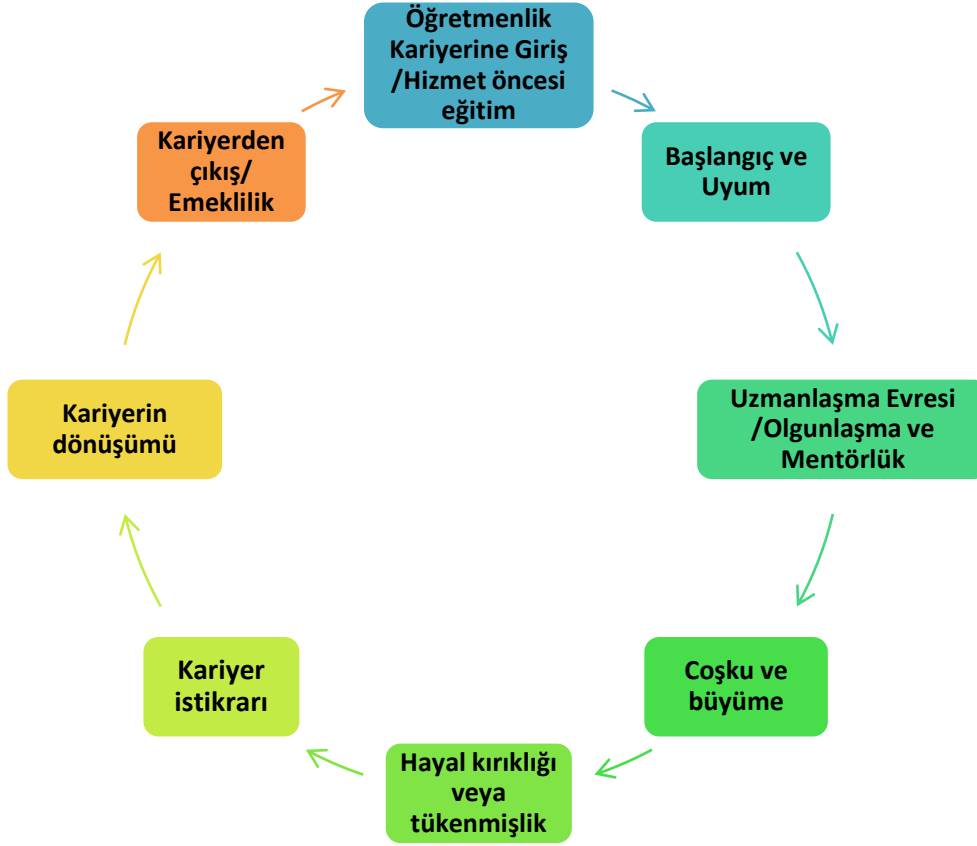 Öğretmenlik
Kariyerine Giriş
/Hizmet öncesi
eğitim
Başlangıç ve
Uyum
Uzmanlaşma Evresi
/Olgunlaşma ve
Mentörlük
Coşku ve
büyüme
Hayal kırıklığı
veya
tükenmişlik
Kariyer
istikrarı
Kariyerin
dönüşümü
Kariyerden
çıkış/
Emeklilik